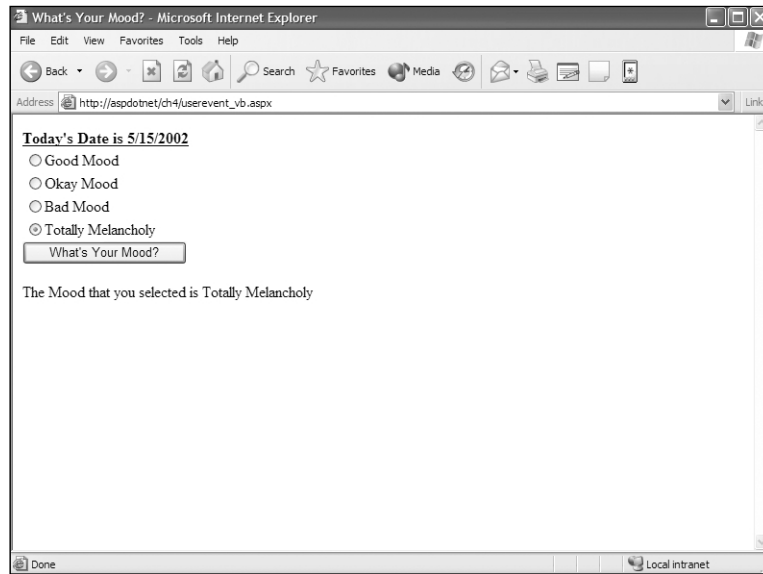 What's Your Mood? - Microsoft Internet Explorer
File Edit View Favorites Tools Help
Back Search Favorites Media
Address http://aspdotnet/ch4/userevent_vb.aspx Link
Today's Date is 5/15/2002
Good Mood
Okay Mood
Bad Mood
Totally Melancholy
What's Your Mood?
The Mood that you selected is Totally Melancholy
Done Local intranet